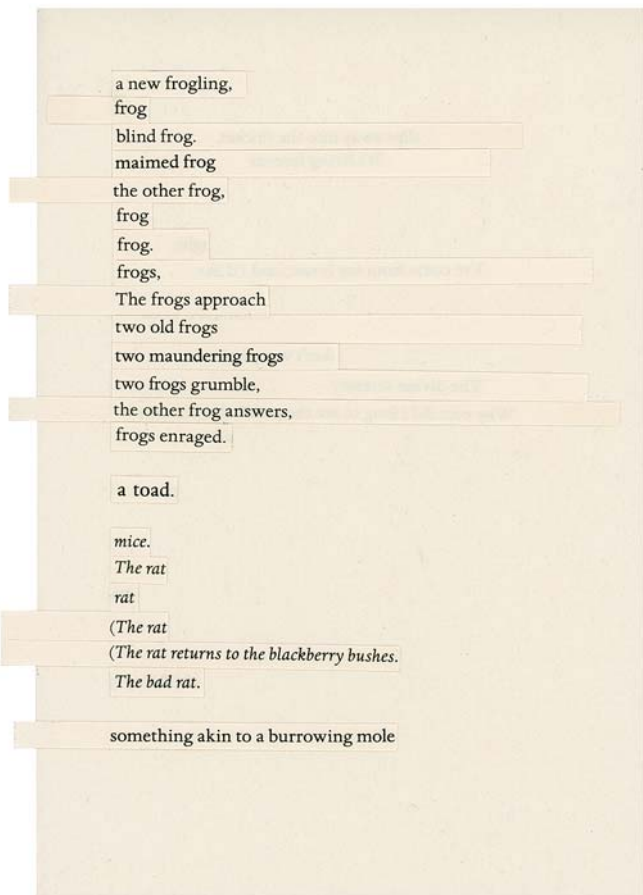 a new frogling,
frog
blind frog.
maimed frog
the other frog,
frog
frog.
frogs,
The frogs approach
two old frogs
two maundering frogs
two frogs grumble,
the other frog answers,
frogs enraged.
a toad.
mice.
The rat
rat
(The rat
(The rat returns to the blackberry bushes.
The bad rat.
something akin to a burrowing mole